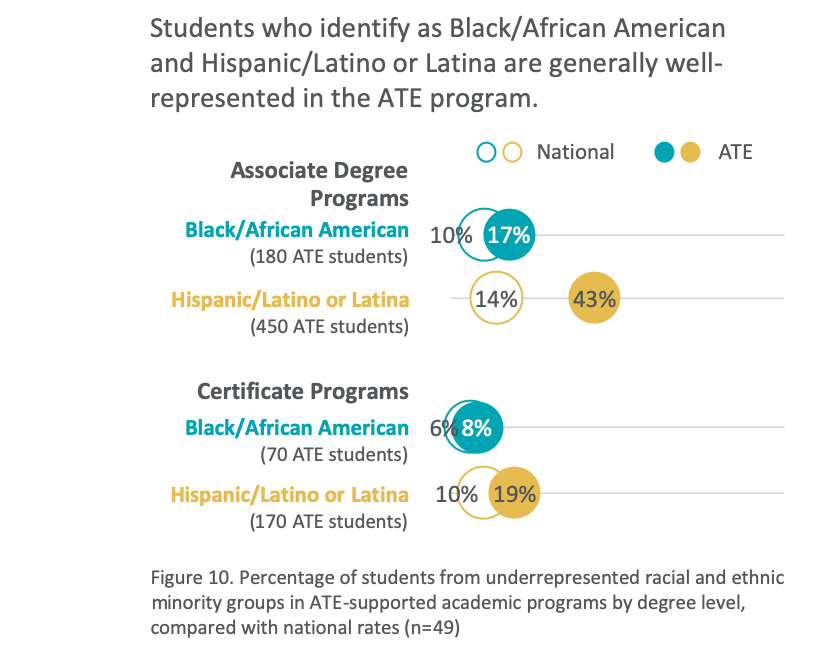 Students who identify as Black/African American
and Hispanic/Latino or Latina are generally well-
represented in the ATE program.
National
ATE
Associate Degree
Programs
Black/African American
(180 ATE students)
10%
17%
Hispanic/Latino or Latina
(450 ATE students)
14%
43%
Certificate Programs
Black/African American
(70 ATE students)
6%
8%
Hispanic/Latino or Latina
(170 ATE students)
10%
19%
Figure 10. Percentage of students from underrepresented racial and ethnic
minority groups in ATE-supported academic programs by degree level,
compared with national rates (n=49)